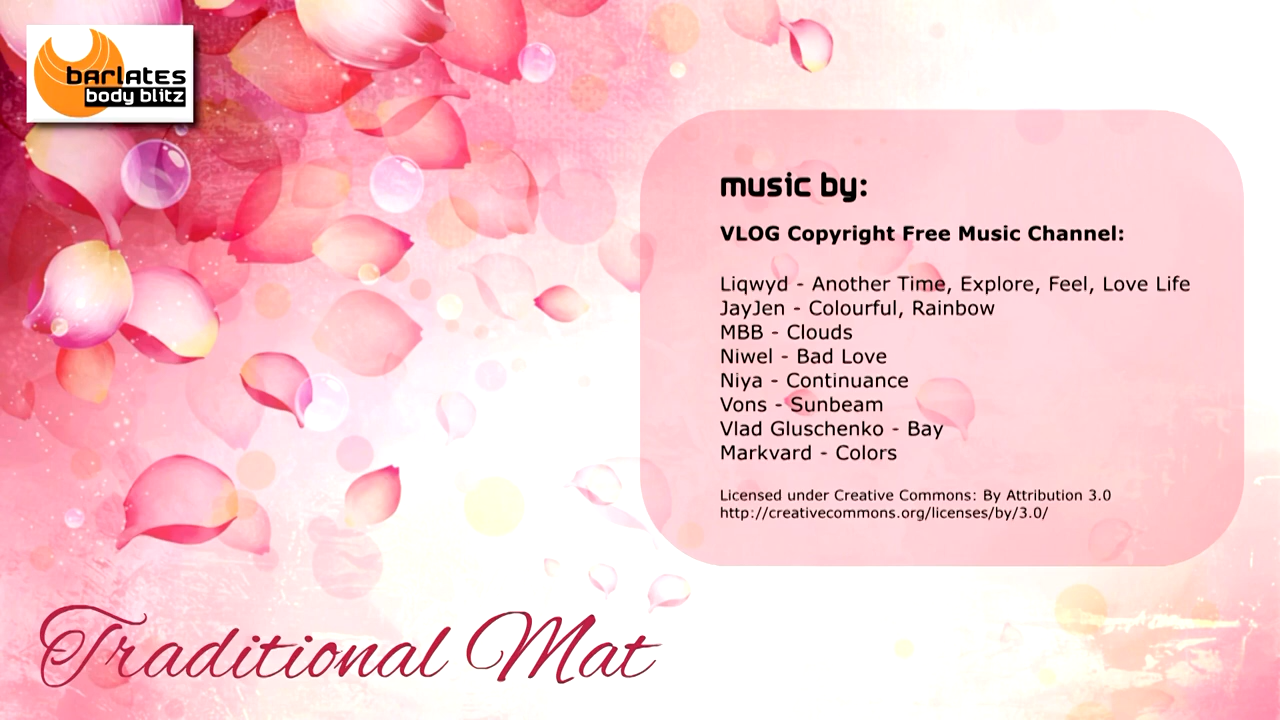 barlates
body blitz
music by:
VLOG Copyright Free Music Channel:
Liqwyd - Another Time, Explore, Feel, Love Life
JayJen - Colourful, Rainbow
MBB - Clouds
Niwel - Bad Love
Niya - Continuance
Vons - Sunbeam
Vlad Gluschenko - Bay
Markvard - Colors
Licensed under Creative Commons: By Attribution 3.0
http://creativecommons.org/licenses/by/3.0/
Traditional Mat